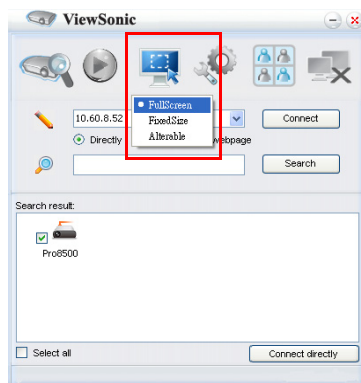 ViewSonic
FullScreen
FixedSize
Alterable
10.60.8.52
Connect
Directly
webpage
Search
Search result:
Pro8500
Select all
Connect directly